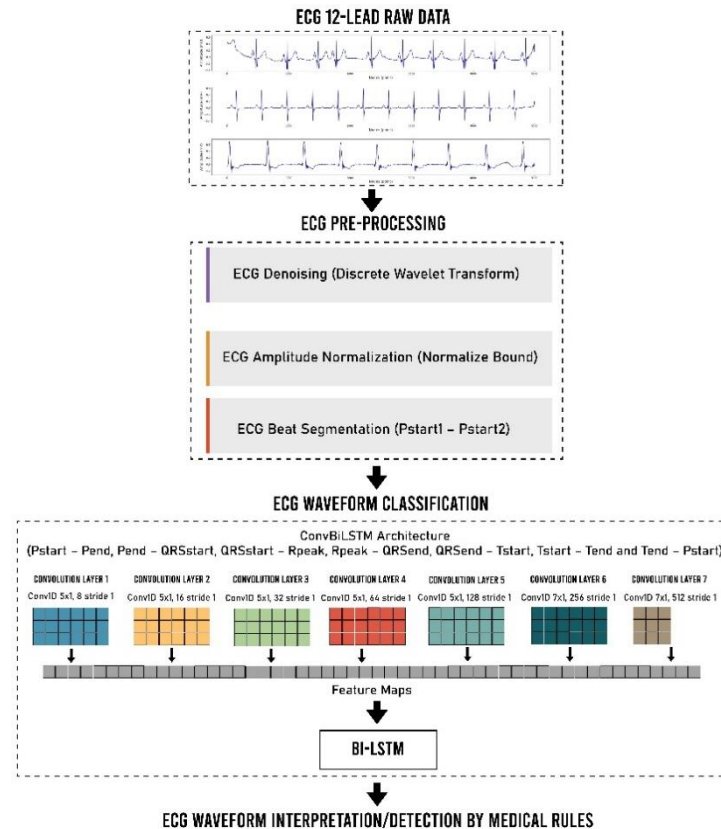 ECG 12-LEAD RAW DATA
ECG PRE-PROCESSING
ECG Denoising (Discrete Wavelet Transform)
ECG Amplitude Normalization (Normalize Bound)
ECG Beat Segmentation (Pstart1 – Pstart2)
ECG WAVEFORM CLASSIFICATION
ConvBiLSTM Architecture
(Pstart – Pend, Pend – QRSstart, QRSstart – Rpeak, Rpeak – QRSend, QRSend – Tstart, Tstart – Tend and Tend – Pstart)
CONVOLUTION LAYER 1 CONVOLUTION LAYER 2 CONVOLUTION LAYER 3 CONVOLUTION LAYER 4 CONVOLUTION LAYER 5 CONVOLUTION LAYER 6 CONVOLUTION LAYER 7
Conv1D 5x1, 8 stride 1 Conv1D 5x1, 16 stride 1 Conv1D 5x1, 32 stride 1 Conv1D 5x1, 64 stride 1 Conv1D 5x1, 128 stride 1 Conv1D 7x1, 256 stride 1 Conv1D 7x1, 512 stride 1
Feature Maps
BI-LSTM
ECG WAVEFORM INTERPRETATION/DETECTION BY MEDICAL RULES